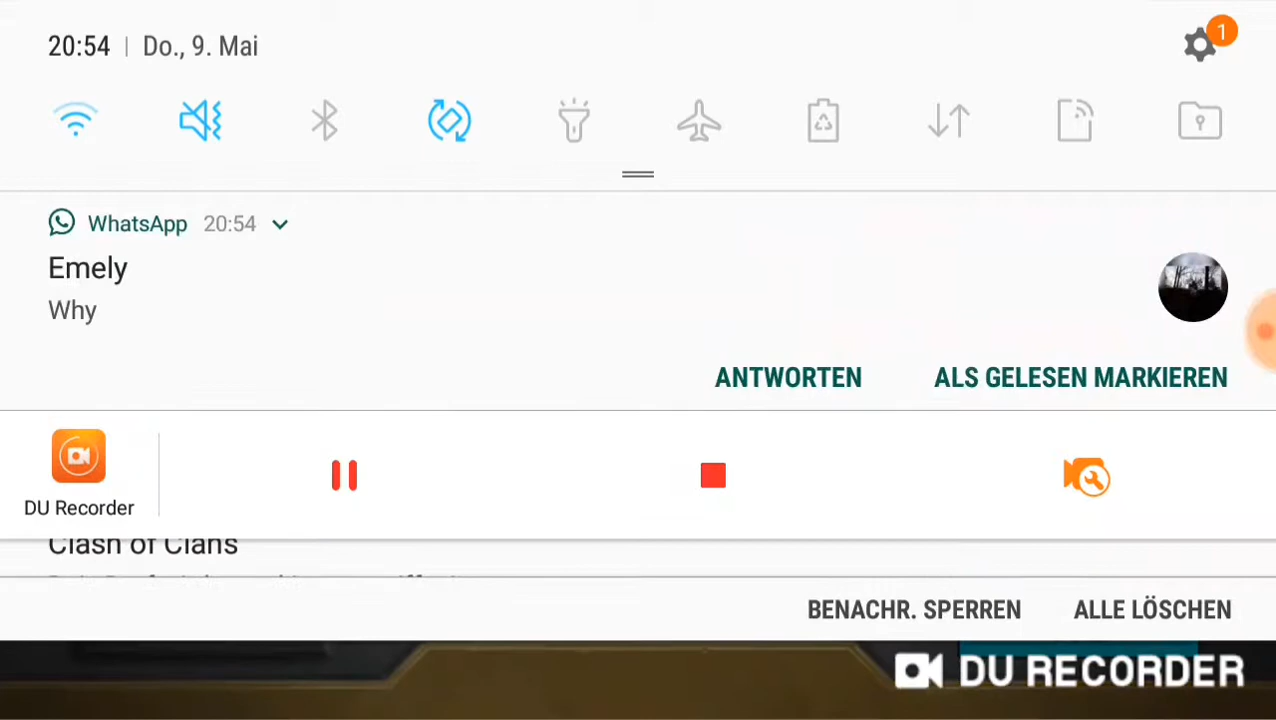 20:54 | Do., 9. Mai
1
WhatsApp 20:54
Emely
Why
ANTWORTEN ALS GELESEN MARKIEREN
DU Recorder
Clash of Clans
BENACHR. SPERREN ALLE LÖSCHEN
DU RECORDER